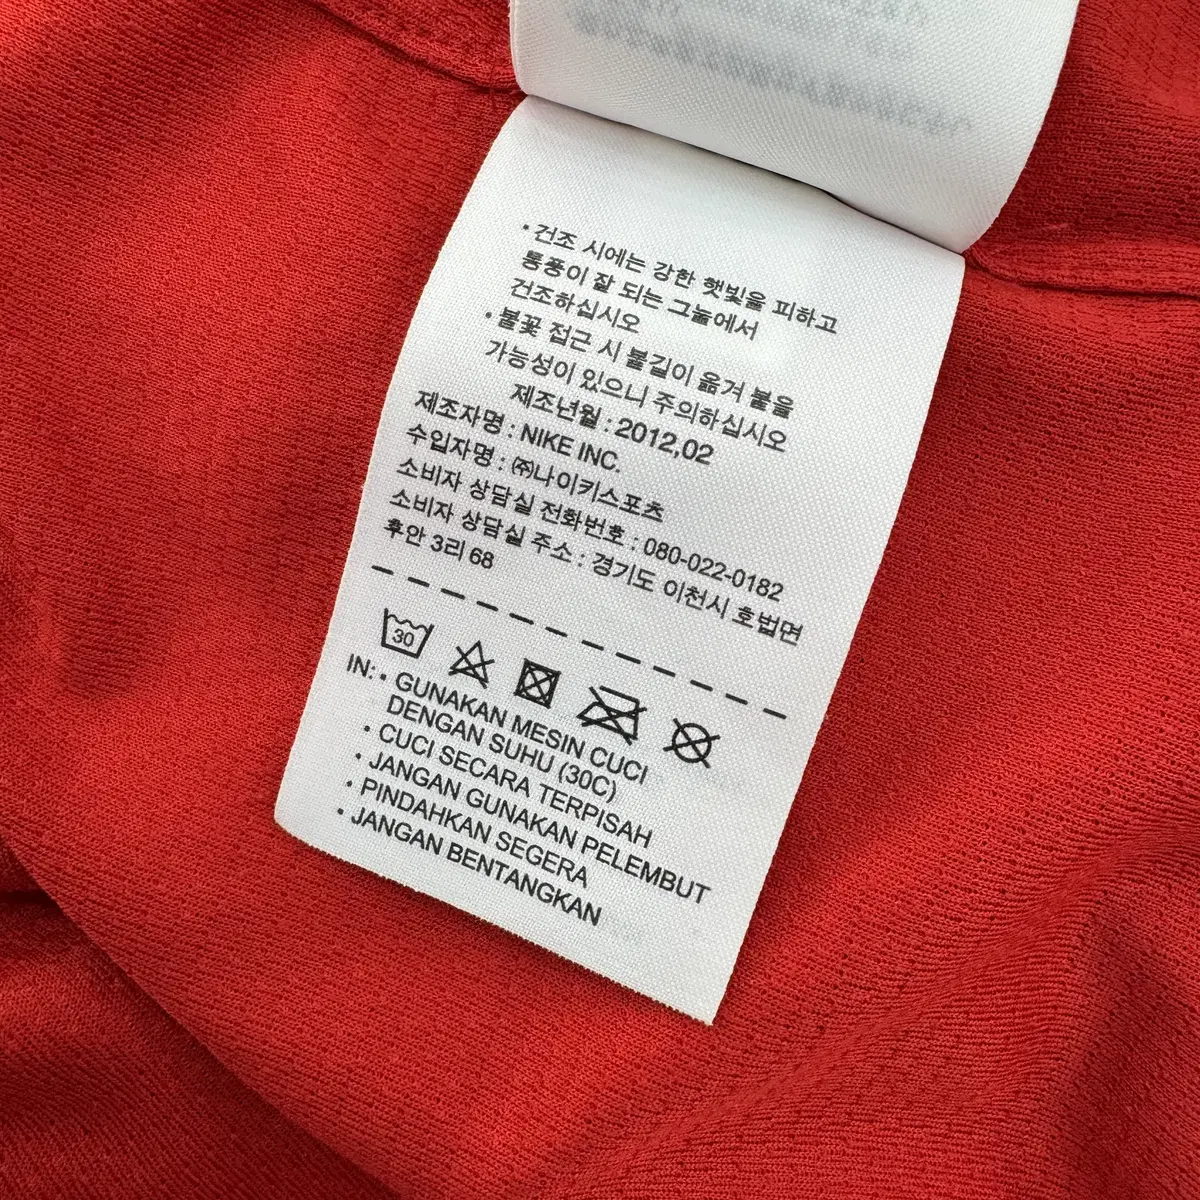 • 건조 시에는 강한 햇빛을 피하고
통풍이 잘 되는 그늘에서
건조하십시오
• 불꽃 접근 시 불길이 옮겨 붙을
가능성이 있으니 주의하십시오
제조년월 : 2012,02
제조자명 : NIKE INC.
수입자명 : ㈜나이키스포츠
소비자 상담실 전화번호 : 080-022-0182
소비자 상담실 주소 : 경기도 이천시 호법면
후안 3리 68
30
IN: • GUNAKAN MESIN CUCI
DENGAN SUHU (30C)
• CUCI SECARA TERPISAH
• JANGAN GUNAKAN PELEMBUT
• PINDAHKAN SEGERA
• JANGAN BENTANGKAN